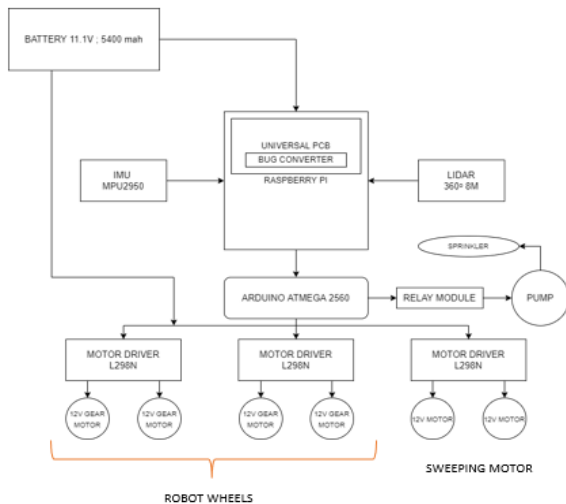 BATTERY 11.1V ; 5400 mah
UNIVERSAL PCB
BUG CONVERTER
RASPBERRY PI
IMU
MPU2950
LIDAR
360º 8M
SPRINKLER
ARDUINO ATMEGA 2560
RELAY MODULE
PUMP
MOTOR DRIVER
L298N
MOTOR DRIVER
L298N
MOTOR DRIVER
L298N
12V GEAR
MOTOR
12V GEAR
MOTOR
12V GEAR
MOTOR
12V GEAR
MOTOR
12V MOTOR
12V MOTOR
SWEEPING MOTOR
ROBOT WHEELS